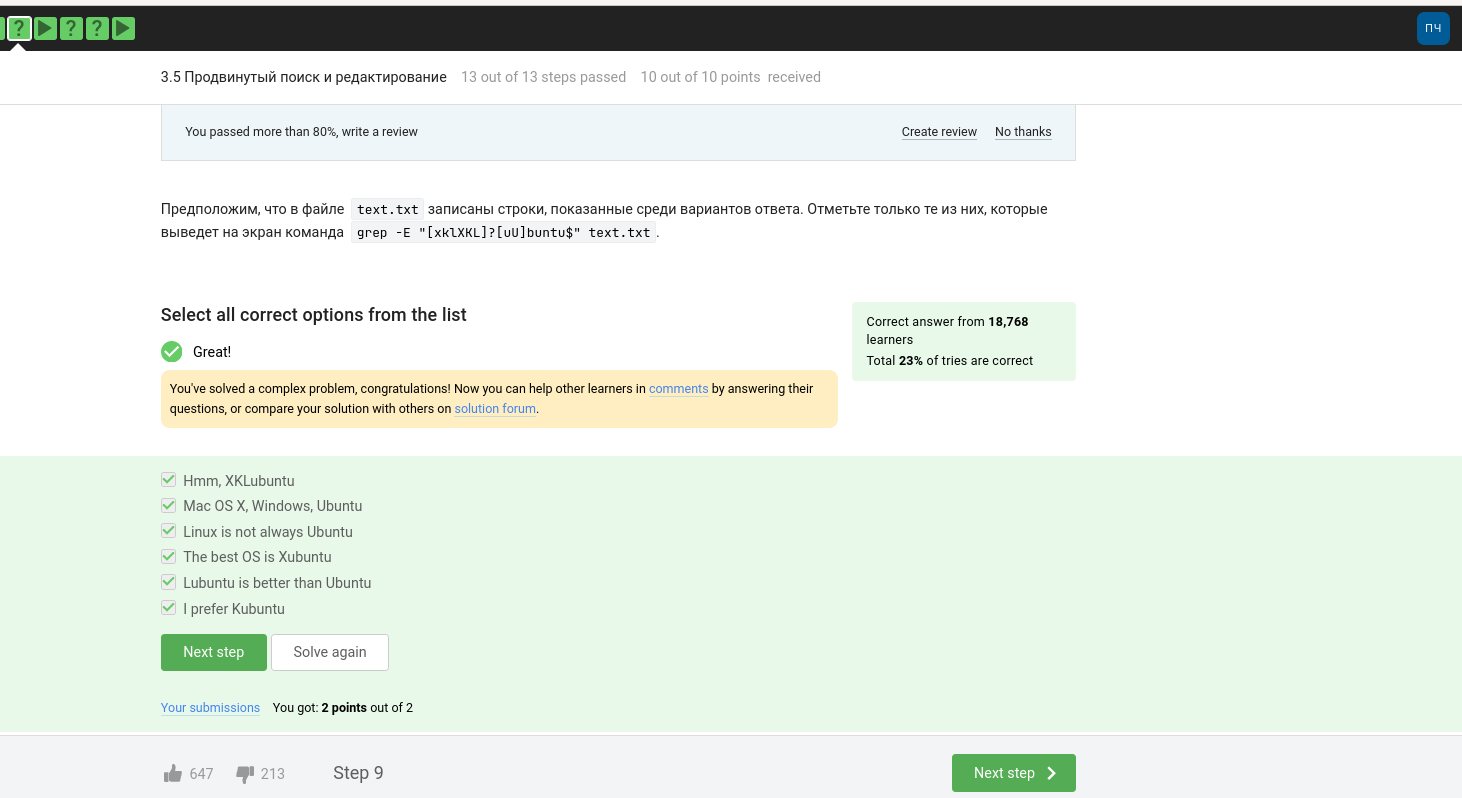 ? ? ?
ПЧ
3.5 Продвинутый поиск и редактирование 13 out of 13 steps passed 10 out of 10 points received
You passed more than 80%, write a review Create review No thanks
Предположим, что в файле text.txt записаны строки, показанные среди вариантов ответа. Отметьте только те из них, которые
выведет на экран команда grep -E "[xklXKL]?[uU]buntu$" text.txt.
Select all correct options from the list
Great!
You've solved a complex problem, congratulations! Now you can help other learners in comments by answering their
questions, or compare your solution with others on solution forum.
Correct answer from 18,768
learners
Total 23% of tries are correct
Hmm, XKLubuntu
Mac OS X, Windows, Ubuntu
Linux is not always Ubuntu
The best OS is Xubuntu
Lubuntu is better than Ubuntu
I prefer Kubuntu
Next step Solve again
Your submissions You got: 2 points out of 2
647 213 Step 9 Next step